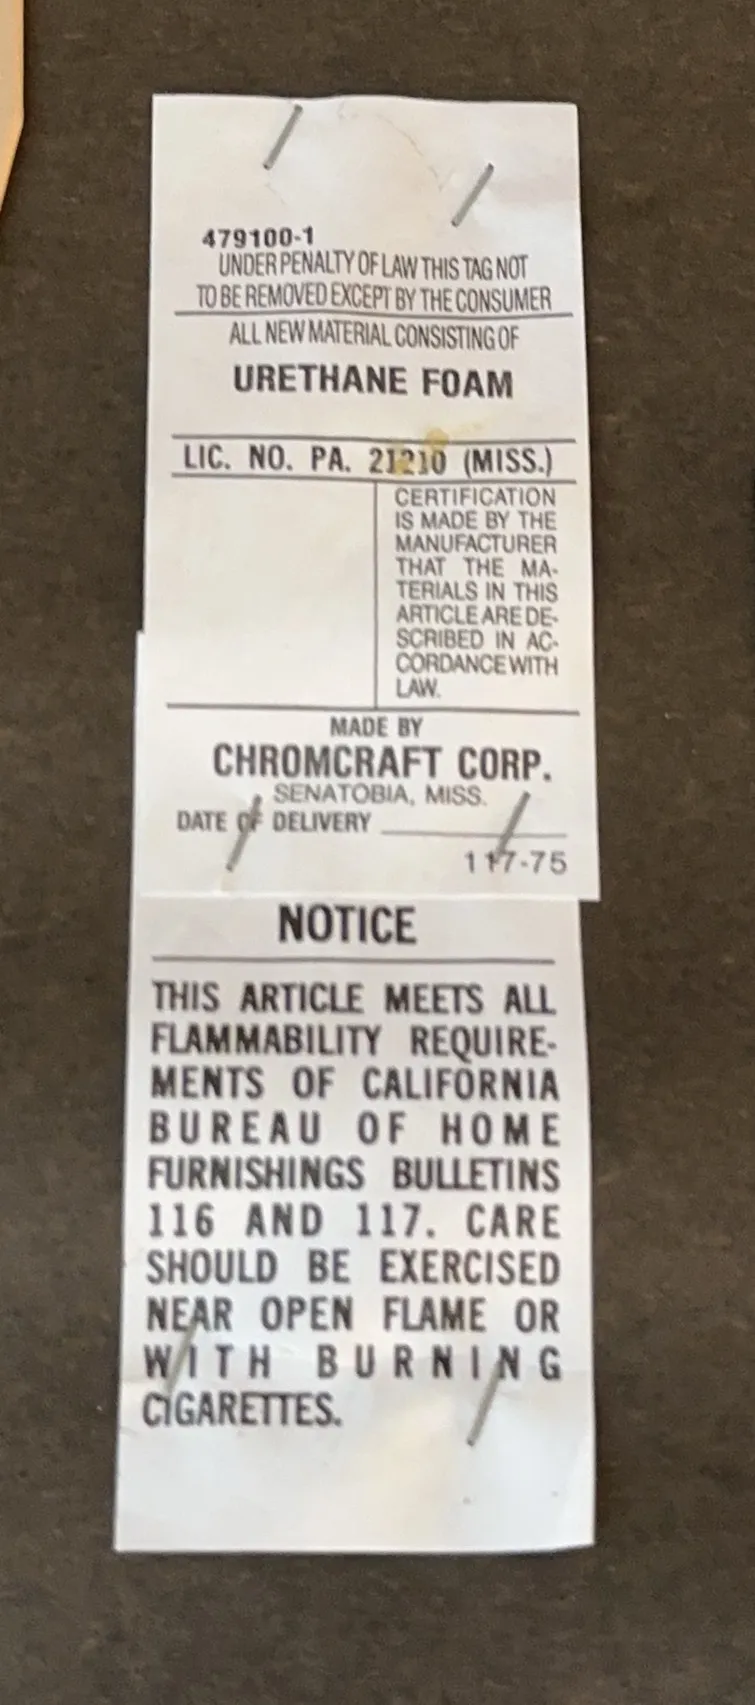 479100-1
UNDER PENALTY OF LAW THIS TAG NOT
TO BE REMOVED EXCEPT BY THE CONSUMER
ALL NEW MATERIAL CONSISTING OF
URETHANE FOAM
LIC. NO. PA. 21210 (MISS.)
CERTIFICATION
IS MADE BY THE
MANUFACTURER
THAT THE MA-
TERIALS IN THIS
ARTICLE ARE DE-
SCRIBED IN AC-
CORDANCE WITH
LAW.
MADE BY
CHROMCRAFT CORP.
SENATOBIA, MISS.
DATE OF DELIVERY
117-75
NOTICE
THIS ARTICLE MEETS ALL
FLAMMABILITY REQUIRE-
MENTS OF CALIFORNIA
BUREAU OF HOME
FURNISHINGS BULLETINS
116 AND 117. CARE
SHOULD BE EXERCISED
NEAR OPEN FLAME OR
WITH BURNING
CIGARETTES.